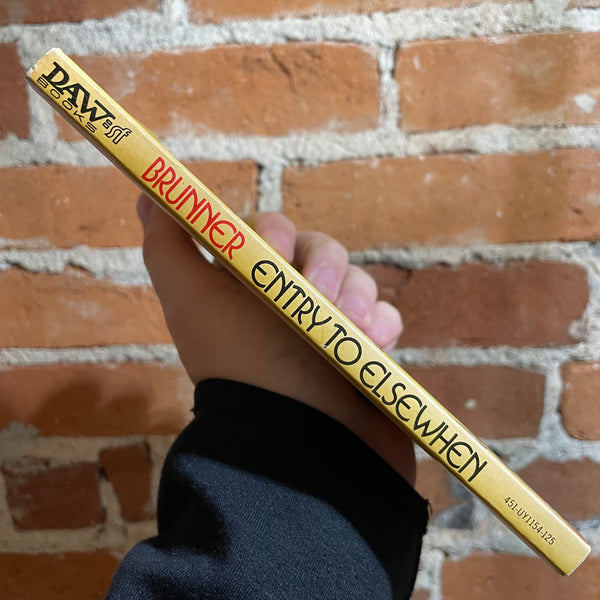 DAW sf
BOOKS
BRUNNER ENTRY TO ELSEWHEN
451-UY1154-125